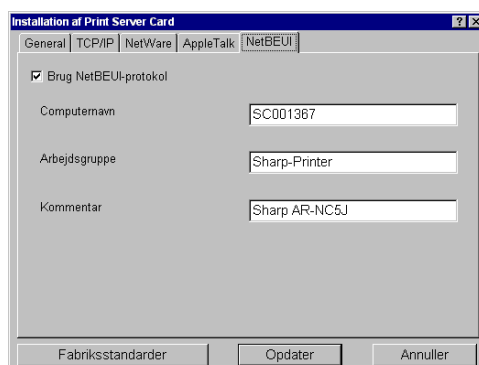 Installation af Print Server Card
General TCP/IP NetWare AppleTalk NetBEUI
Brug NetBEUI-protokol
Computernavn SC001367
Arbejdsgruppe Sharp-Printer
Kommentar Sharp AR-NC5J
Fabriksstandarder Opdater Annuller